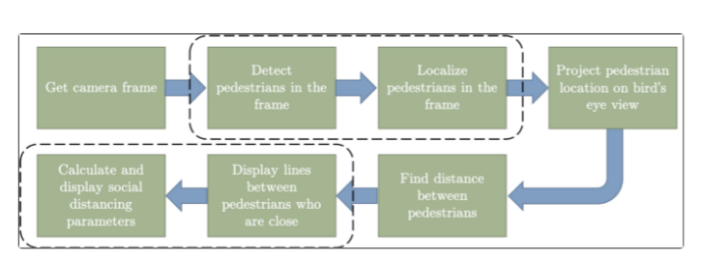 Get camera frame
Detect
pedestrians in the
frame
Localize
pedestrians in the
frame
Project pedestrian
location on bird's
eye view
Find distance
between
pedestrians
Display lines
between
pedestrians who
are close
Calculate and
display social
distancing
parameters